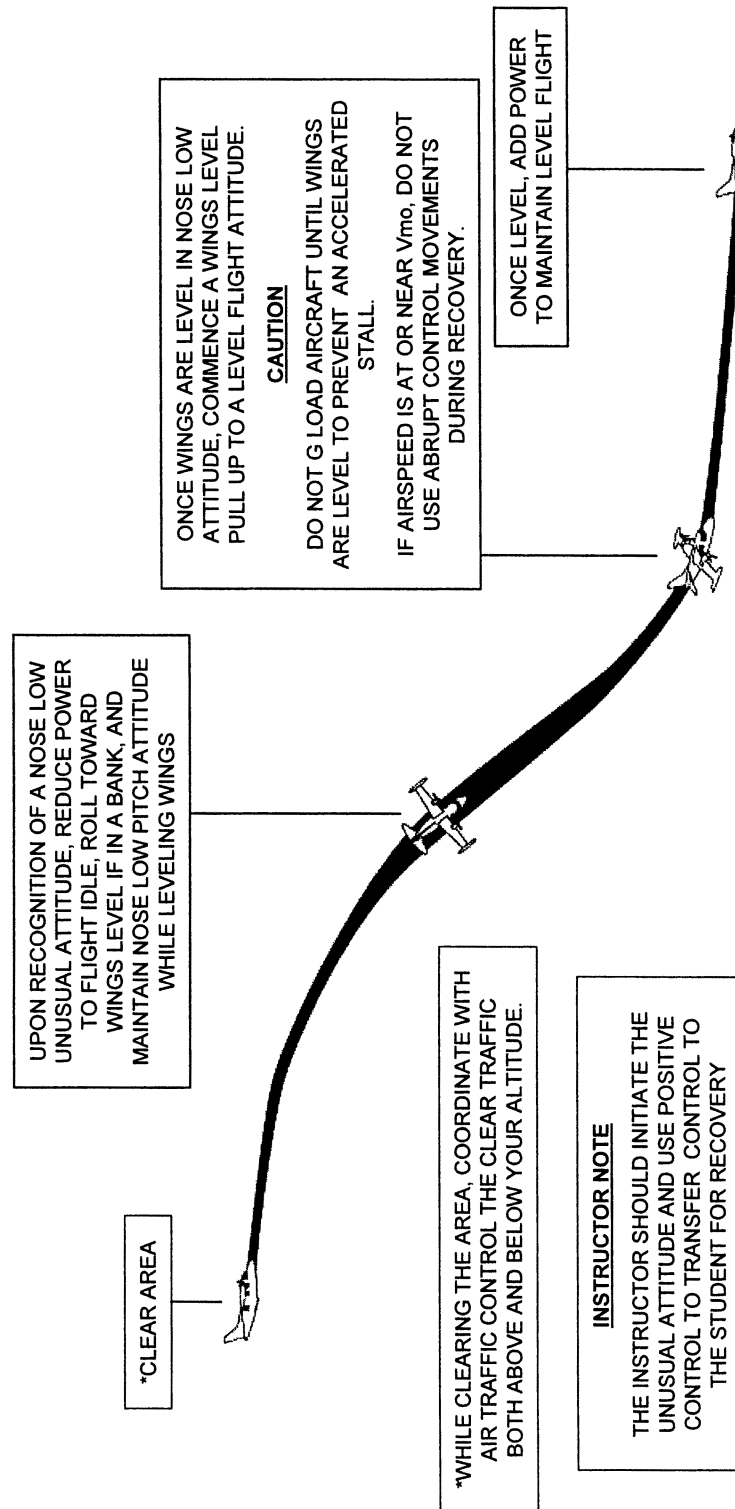 *CLEAR AREA
UPON RECOGNITION OF A NOSE LOW
UNUSUAL ATTITUDE, REDUCE POWER
TO FLIGHT IDLE, ROLL TOWARD
WINGS LEVEL IF IN A BANK, AND
MAINTAIN NOSE LOW PITCH ATTITUDE
WHILE LEVELING WINGS
ONCE WINGS ARE LEVEL IN NOSE LOW
ATTITUDE, COMMENCE A WINGS LEVEL
PULL UP TO A LEVEL FLIGHT ATTITUDE.
CAUTION
DO NOT G LOAD AIRCRAFT UNTIL WINGS
ARE LEVEL TO PREVENT AN ACCELERATED
STALL.
IF AIRSPEED IS AT OR NEAR Vmo, DO NOT
USE ABRUPT CONTROL MOVEMENTS
DURING RECOVERY.
ONCE LEVEL, ADD POWER
TO MAINTAIN LEVEL FLIGHT
*WHILE CLEARING THE AREA, COORDINATE WITH
AIR TRAFFIC CONTROL THE CLEAR TRAFFIC
BOTH ABOVE AND BELOW YOUR ALTITUDE.
INSTRUCTOR NOTE
THE INSTRUCTOR SHOULD INITIATE THE
UNUSUAL ATTITUDE AND USE POSITIVE
CONTROL TO TRANSFER CONTROL TO
THE STUDENT FOR RECOVERY